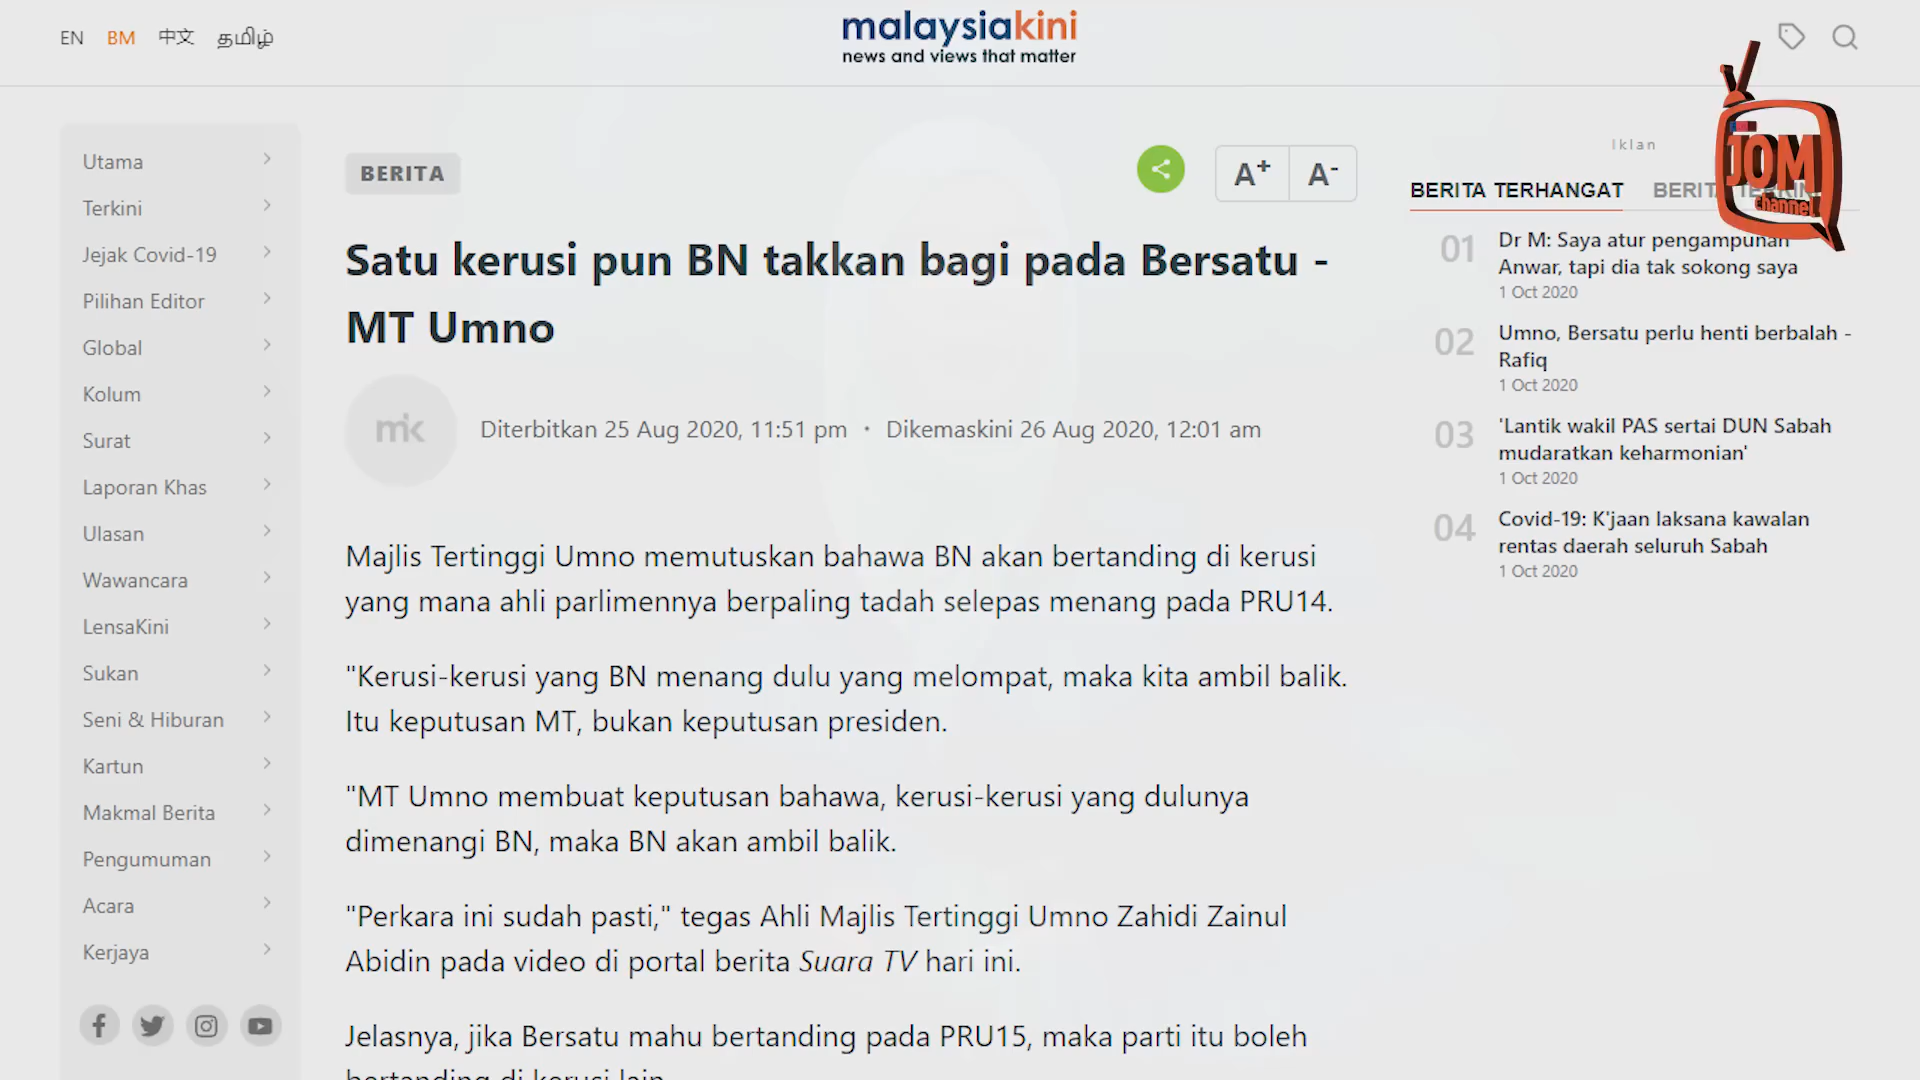 EN BM 中文 தமிழ்
malaysiakini
news and views that matter
Utama
Terkini
Jejak Covid-19
Pilihan Editor
Global
Kolum
Surat
Laporan Khas
Ulasan
Wawancara
LensaKini
Sukan
Seni & Hiburan
Kartun
Makmal Berita
Pengumuman
Acara
Kerjaya
BERITA
A+ A-
Satu kerusi pun BN takkan bagi pada Bersatu -
MT Umno
mk
Diterbitkan 25 Aug 2020, 11:51 pm • Dikemaskini 26 Aug 2020, 12:01 am
Majlis Tertinggi Umno memutuskan bahawa BN akan bertanding di kerusi
yang mana ahli parlimennya berpaling tadah selepas menang pada PRU14.
"Kerusi-kerusi yang BN menang dulu yang melompat, maka kita ambil balik.
Itu keputusan MT, bukan keputusan presiden.
"MT Umno membuat keputusan bahawa, kerusi-kerusi yang dulunya
dimenangi BN, maka BN akan ambil balik.
"Perkara ini sudah pasti," tegas Ahli Majlis Tertinggi Umno Zahidi Zainul
Abidin pada video di portal berita Suara TV hari ini.
Jelasnya, jika Bersatu mahu bertanding pada PRU15, maka parti itu boleh
bertanding di kerusi lain
Iklan
JOM
channel
BERITA TERHANGAT
01 Dr M: Saya atur pengampunan
Anwar, tapi dia tak sokong saya
1 Oct 2020
02 Umno, Bersatu perlu henti berbalah -
Rafiq
1 Oct 2020
03 'Lantik wakil PAS sertai DUN Sabah
mudaratkan keharmonian'
1 Oct 2020
04 Covid-19: K'jaan laksana kawalan
rentas daerah seluruh Sabah
1 Oct 2020